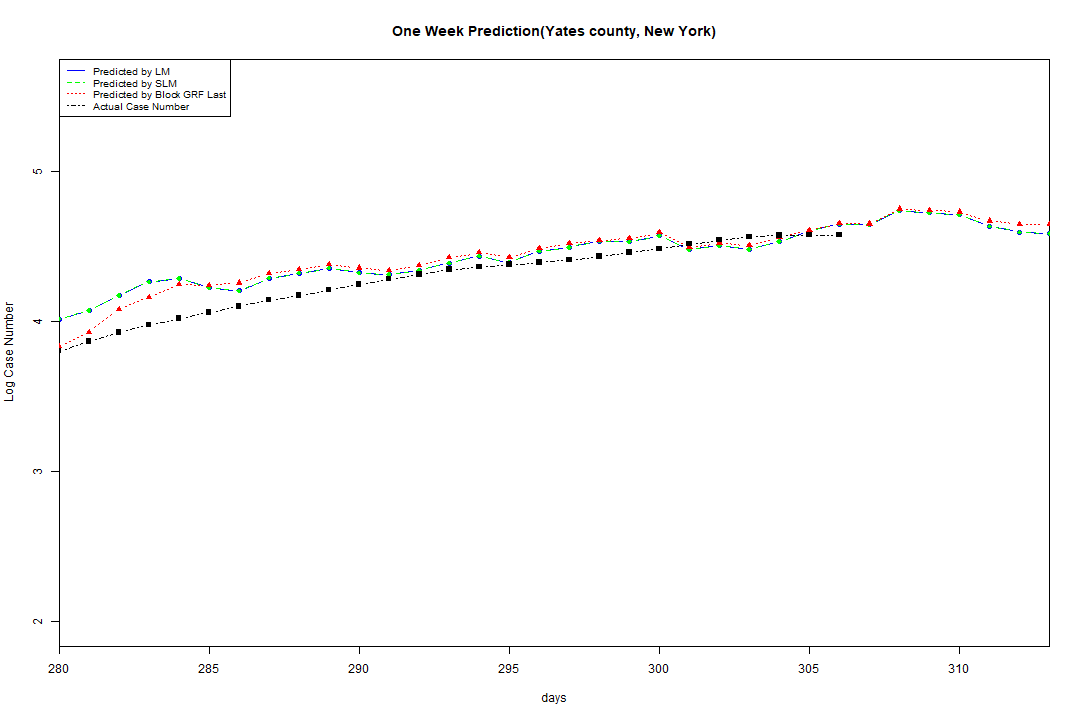 One Week Prediction(Yates county, New York)
Predicted by LM
Predicted by SLM
Predicted by Block GRF Last
Actual Case Number
5
4
3
2
Log Case Number
280 285 290 295 300 305 310
days